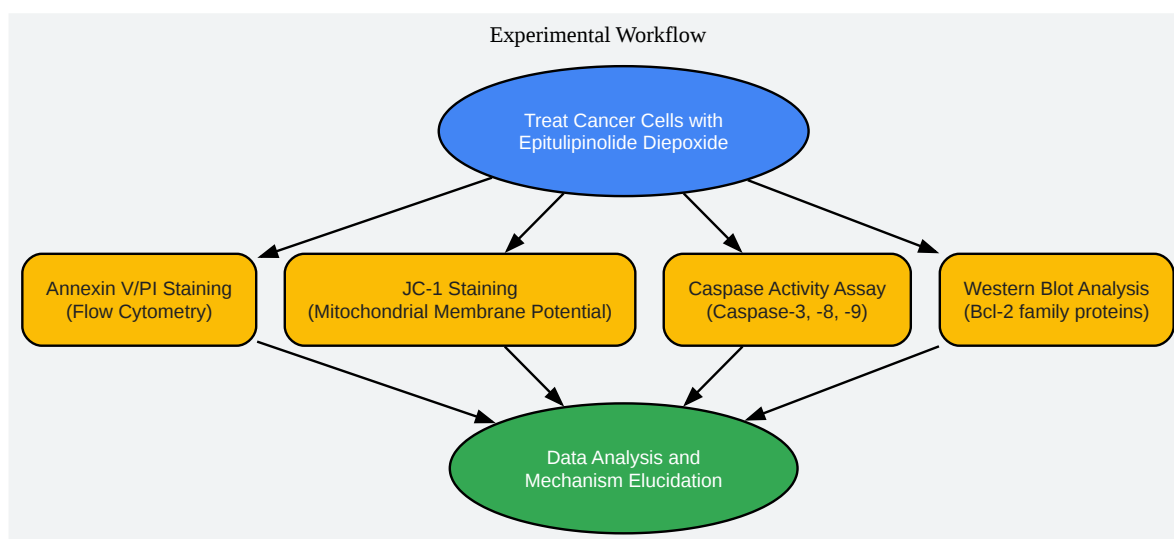 Experimental Workflow
Treat Cancer Cells with
Epitulipinolide Diepoxide
Annexin V/PI Staining
(Flow Cytometry)
JC-1 Staining
(Mitochondrial Membrane Potential)
Caspase Activity Assay
(Caspase-3, -8, -9)
Western Blot Analysis
(Bcl-2 family proteins)
Data Analysis and
Mechanism Elucidation